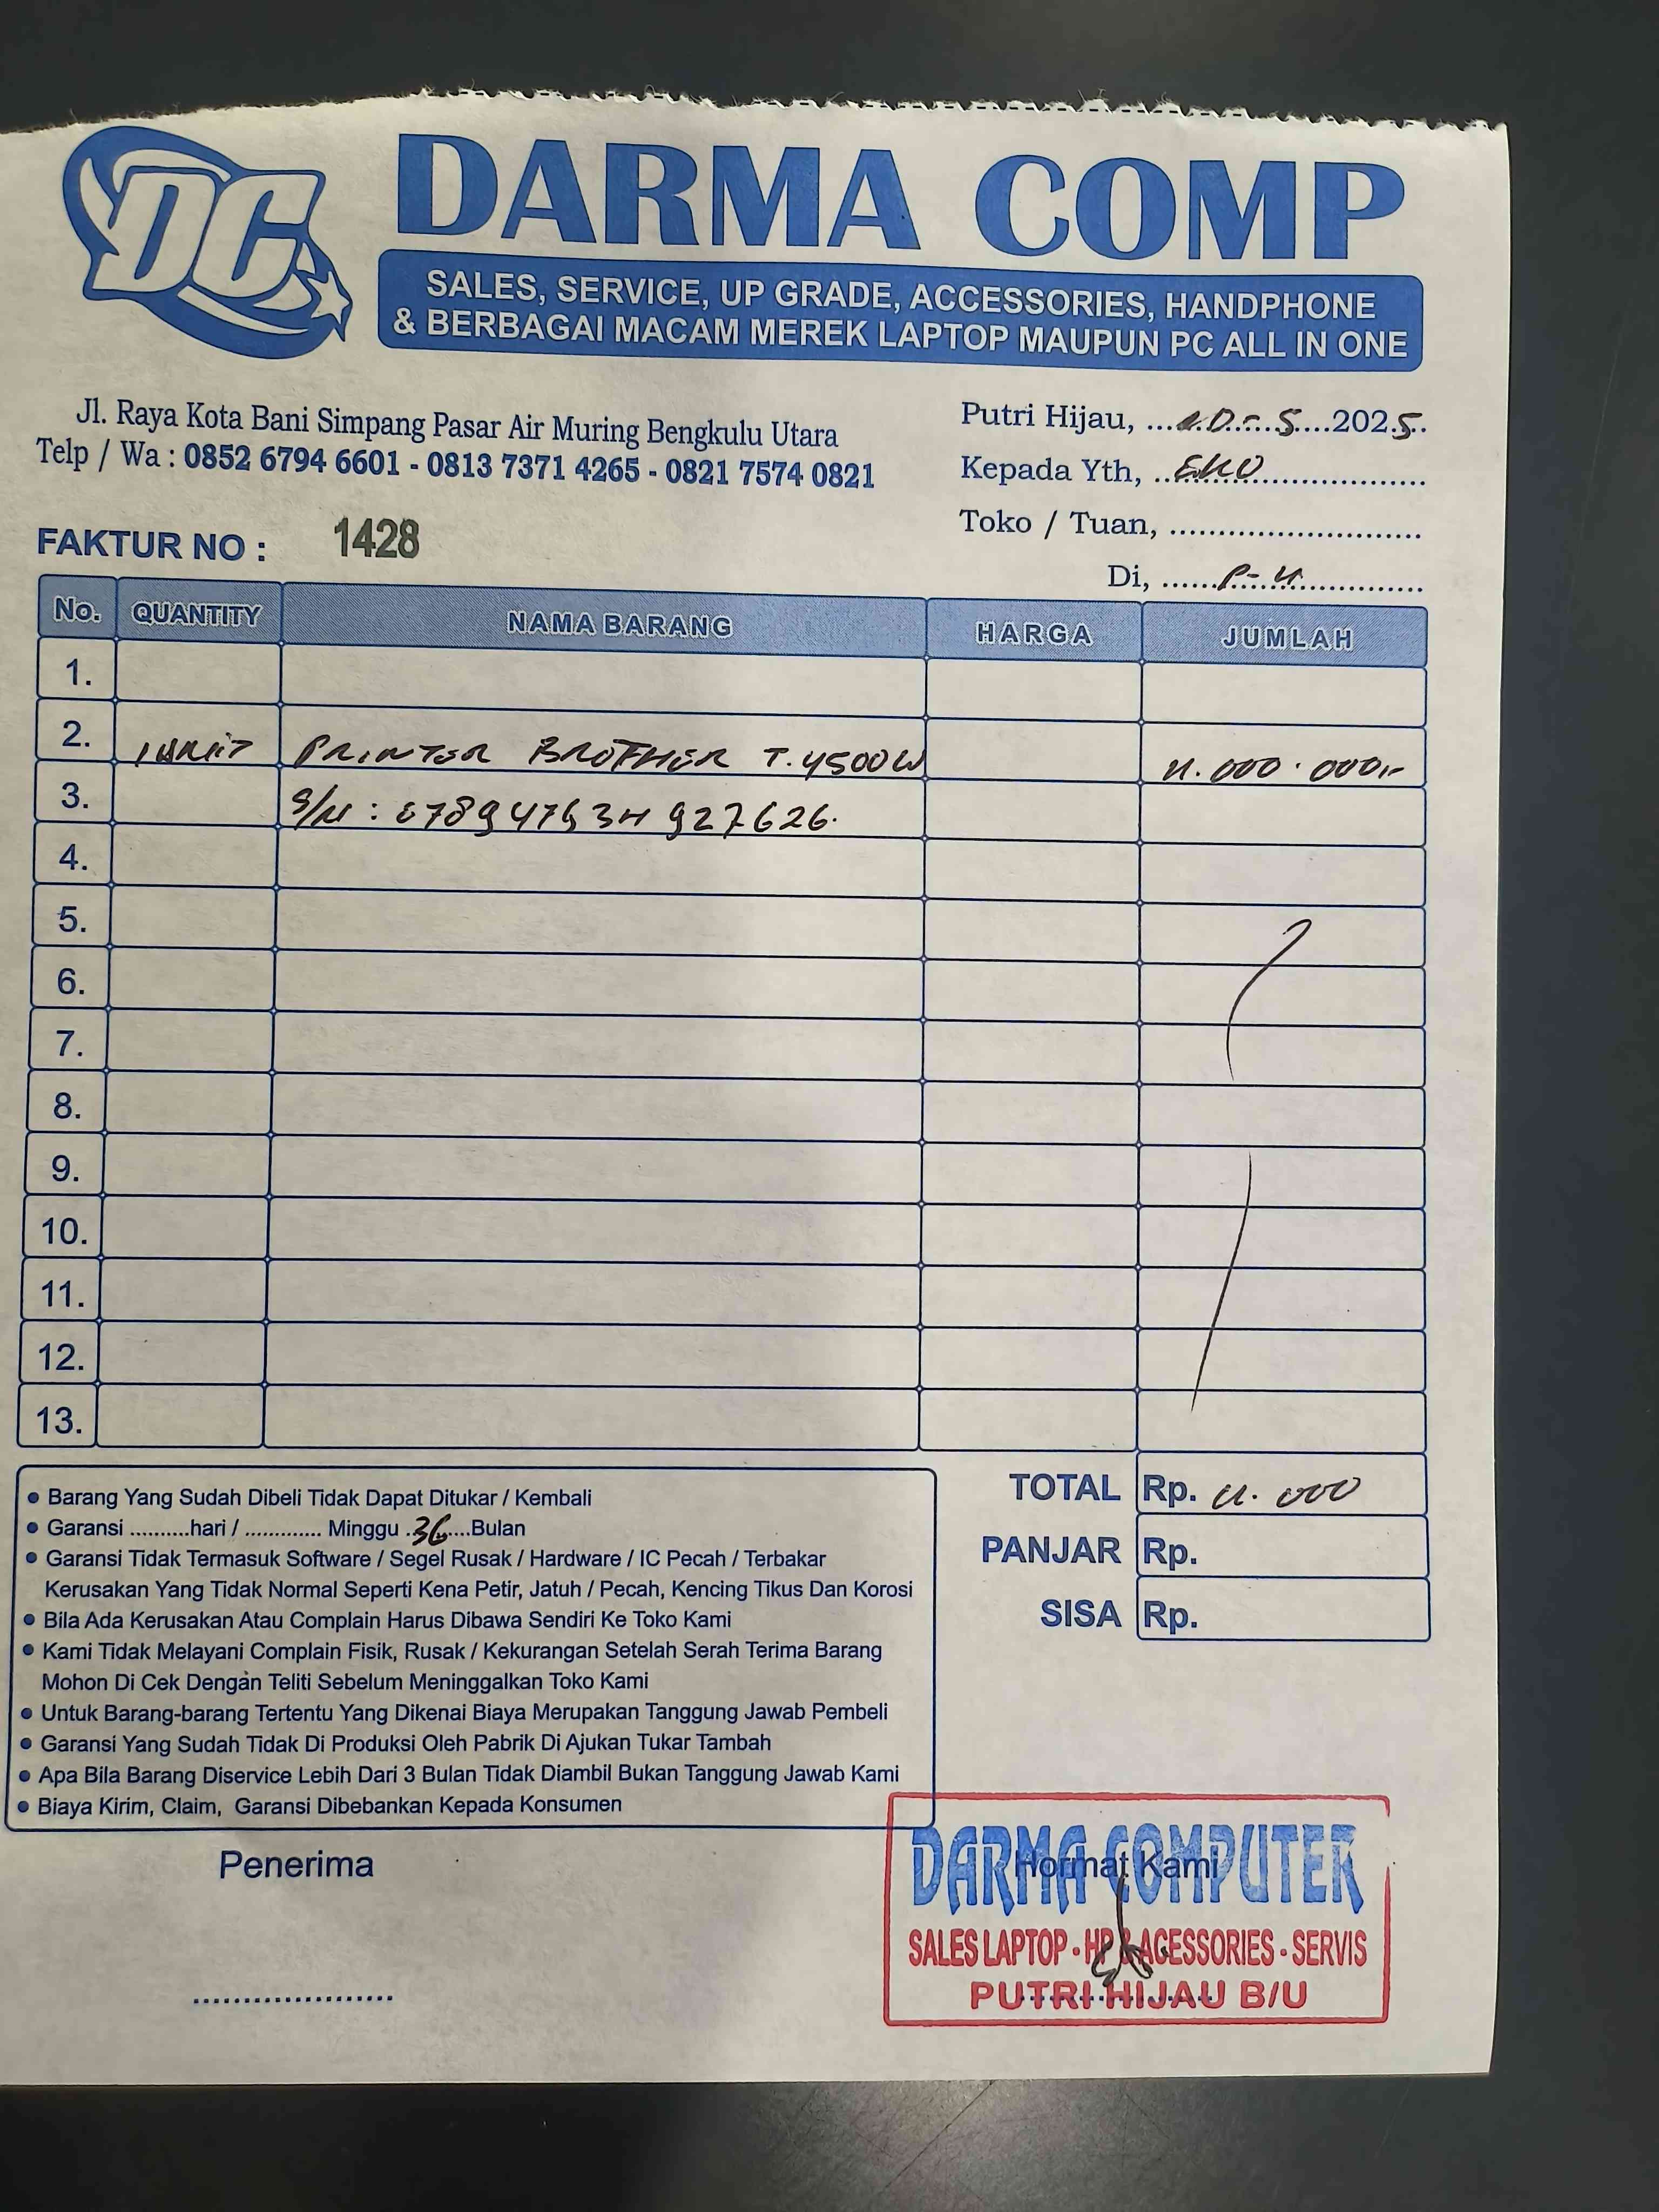 DC
DARMA COMP
SALES, SERVICE, UP GRADE, ACCESSORIES, HANDPHONE
& BERBAGAI MACAM MEREK LAPTOP MAUPUN PC ALL IN ONE
Jl. Raya Kota Bani Simpang Pasar Air Muring Bengkulu Utara
Telp / Wa : 0852 6794 6601 - 0813 7371 4265 - 0821 7574 0821
Putri Hijau, ...... 5....2025..
Kepada Yth, ..EKO..............................
Toko / Tuan, ..............................
Di, ......P-H..............................
FAKTUR NO : 1428
No. QUANTITY NAMA BARANG HARGA JUMLAH
1.
2. 1 UNIT PRINTER BROTHER T.4500W .000.000,-
3. S/N :
4.
5.
6.
7.
8.
9.
10.
11.
12.
13.
TOTAL Rp. .000
PANJAR Rp.
SISA Rp.
• Barang Yang Sudah Dibeli Tidak Dapat Ditukar / Kembali
• Garansi ..........hari / ............. Minggu .36....Bulan
• Garansi Tidak Termasuk Software / Segel Rusak / Hardware / IC Pecah / Terbakar
Kerusakan Yang Tidak Normal Seperti Kena Petir, Jatuh / Pecah, Kencing Tikus Dan Korosi
• Bila Ada Kerusakan Atau Complain Harus Dibawa Sendiri Ke Toko Kami
• Kami Tidak Melayani Complain Fisik, Rusak / Kekurangan Setelah Serah Terima Barang
Mohon Di Cek Dengan Teliti Sebelum Meninggalkan Toko Kami
• Untuk Barang-barang Tertentu Yang Dikenai Biaya Merupakan Tanggung Jawab Pembeli
• Garansi Yang Sudah Tidak Di Produksi Oleh Pabrik Di Ajukan Tukar Tambah
• Apa Bila Barang Diservice Lebih Dari 3 Bulan Tidak Diambil Bukan Tanggung Jawab Kami
• Biaya Kirim, Claim, Garansi Dibebankan Kepada Konsumen
Penerima
Hormat Kami
DARMA COMPUTER
SALES LAPTOP - HP & ACESSORIES - SERVIS
PUTRI HIJAU B/U